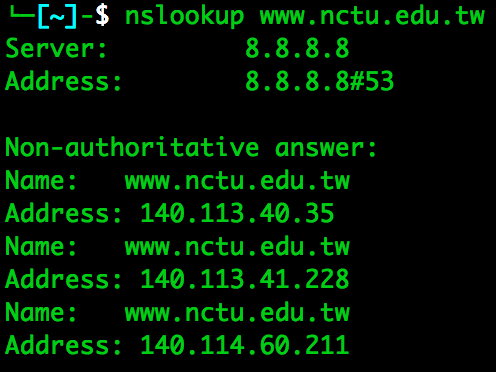 └─[~]-$ nslookup www.nctu.edu.tw
Server:         8.8.8.8
Address:        8.8.8.8#53

Non-authoritative answer:
Name:   www.nctu.edu.tw
Address: 140.113.40.35
Name:   www.nctu.edu.tw
Address: 140.113.41.228
Name:   www.nctu.edu.tw
Address: 140.114.60.211